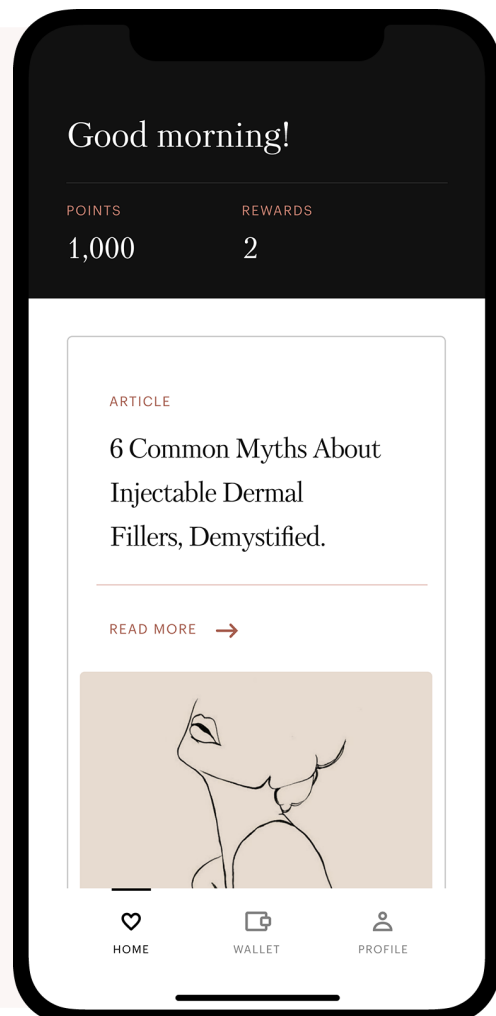 Good morning!
POINTS
REWARDS
1,000
2
ARTICLE
6 Common Myths About
Injectable Dermal
Fillers, Demystified.
READ MORE
HOME
WALLET
PROFILE